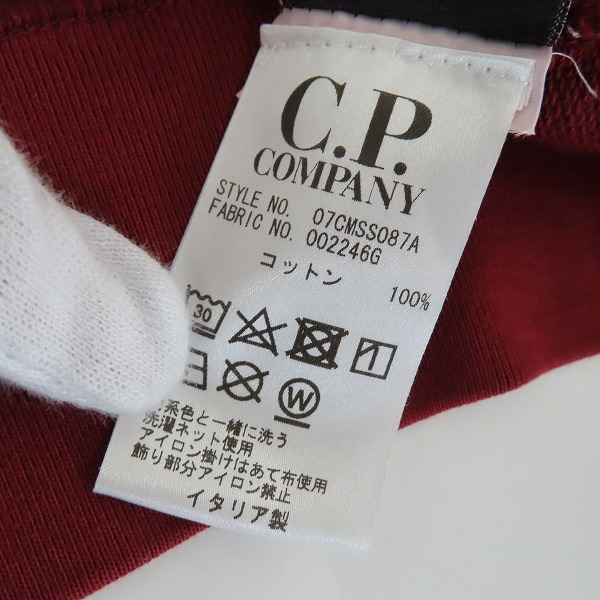 C.P.
COMPANY
STYLE NO. 07CMSS087A
FABRIC NO. 002246G
コットン 100%
30
W
系色と一緒に洗う
洗濯ネット使用
アイロン掛けはあて布使用
飾り部分アイロン禁止
イタリア製